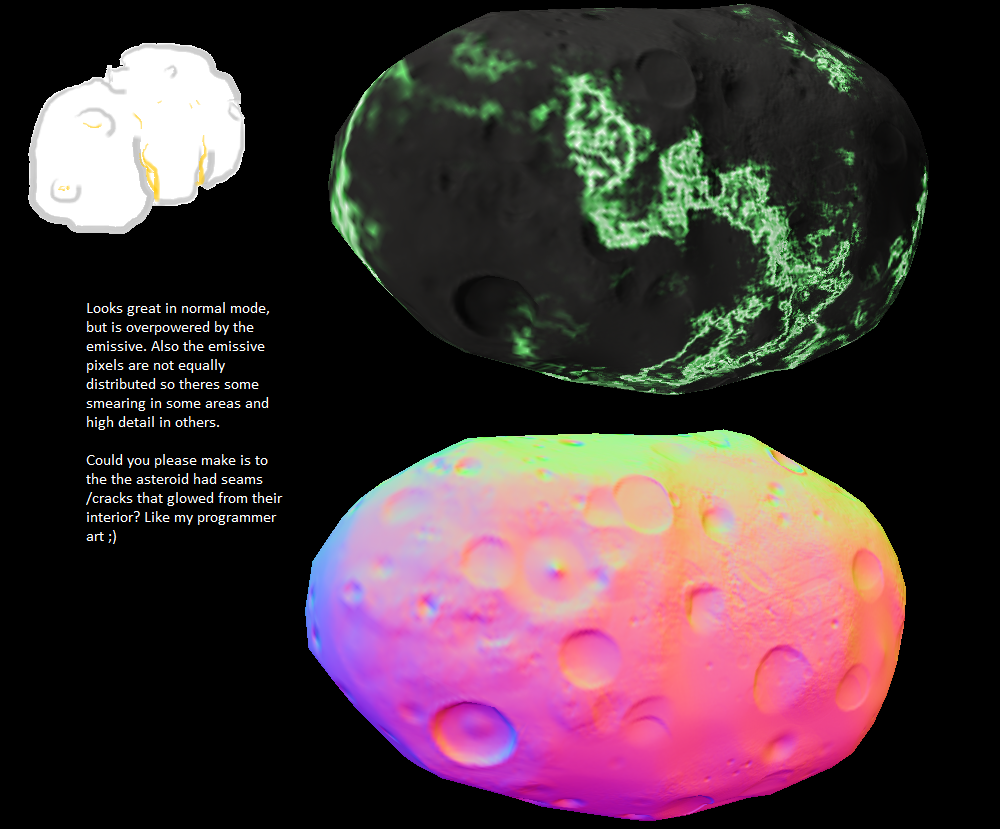 Looks great in normal mode,
but is overpowered by the
emissive. Also the emissive
pixels are not equally
distributed so theres some
smearing in some areas and
high detail in others.
Could you please make is to
the the asteroid had seams
/cracks that glowed from their
interior? Like my programmer
art ;)